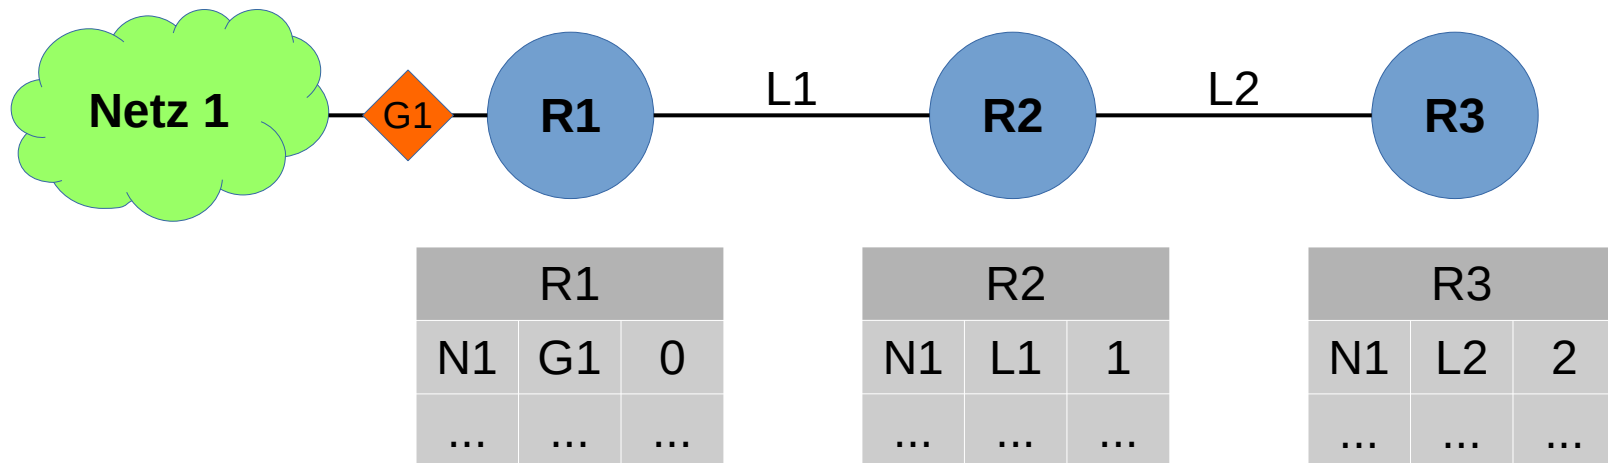 Netz 1 G1 R1 L1 R2 L2 R3
R1 R2 R3
N1 G1 0 N1 L1 1 N1 L2 2
... ... ... ... ... ... ... ... ...